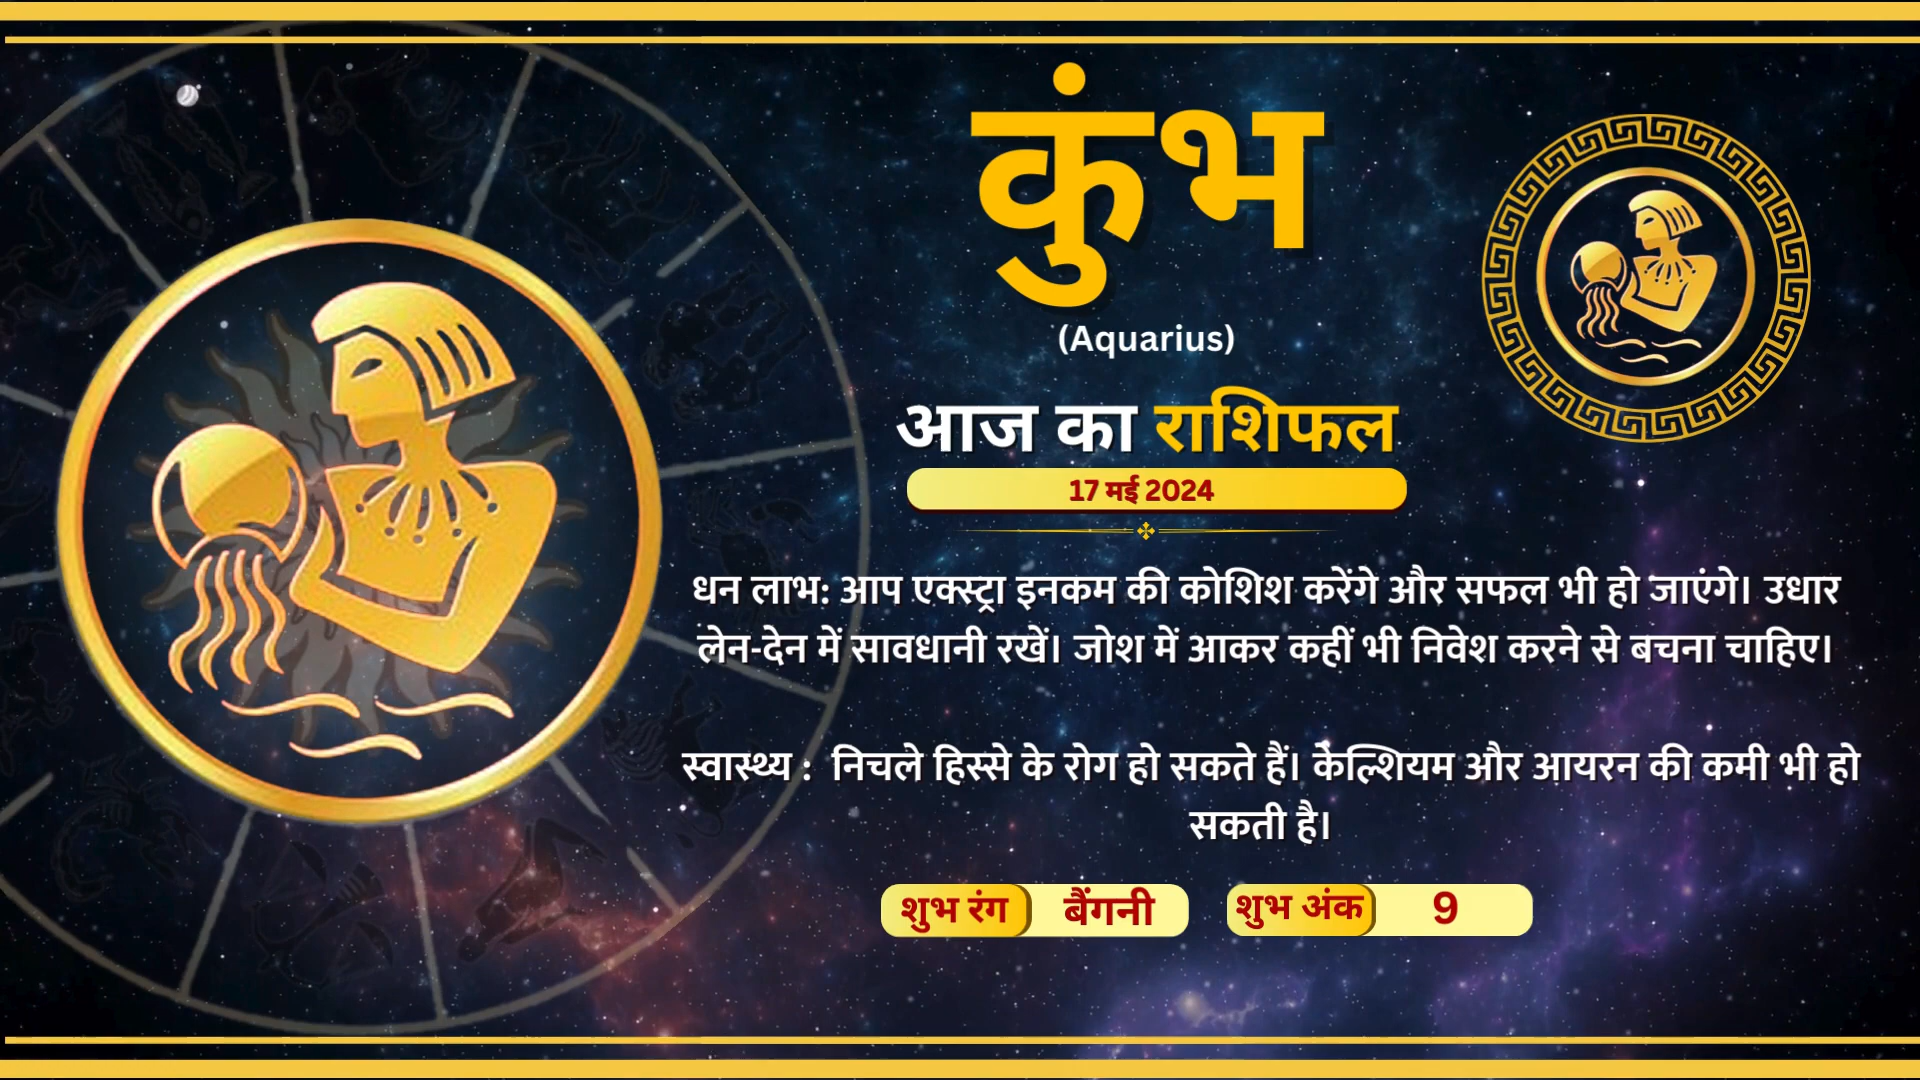 कुंभ
(Aquarius)
आज का राशिफल
17 मई 2024
धन लाभ: आप एक्स्ट्रा इनकम की कोशिश करेंगे और सफल भी हो जाएंगे। उधार
लेन-देन में सावधानी रखें। जोश में आकर कहीं भी निवेश करने से बचना चाहिए।
स्वास्थ्य : निचले हिस्से के रोग हो सकते हैं। केल्शियम और आयरन की कमी भी हो
सकती है।
शुभ रंग बैंगनी शुभ अंक 9